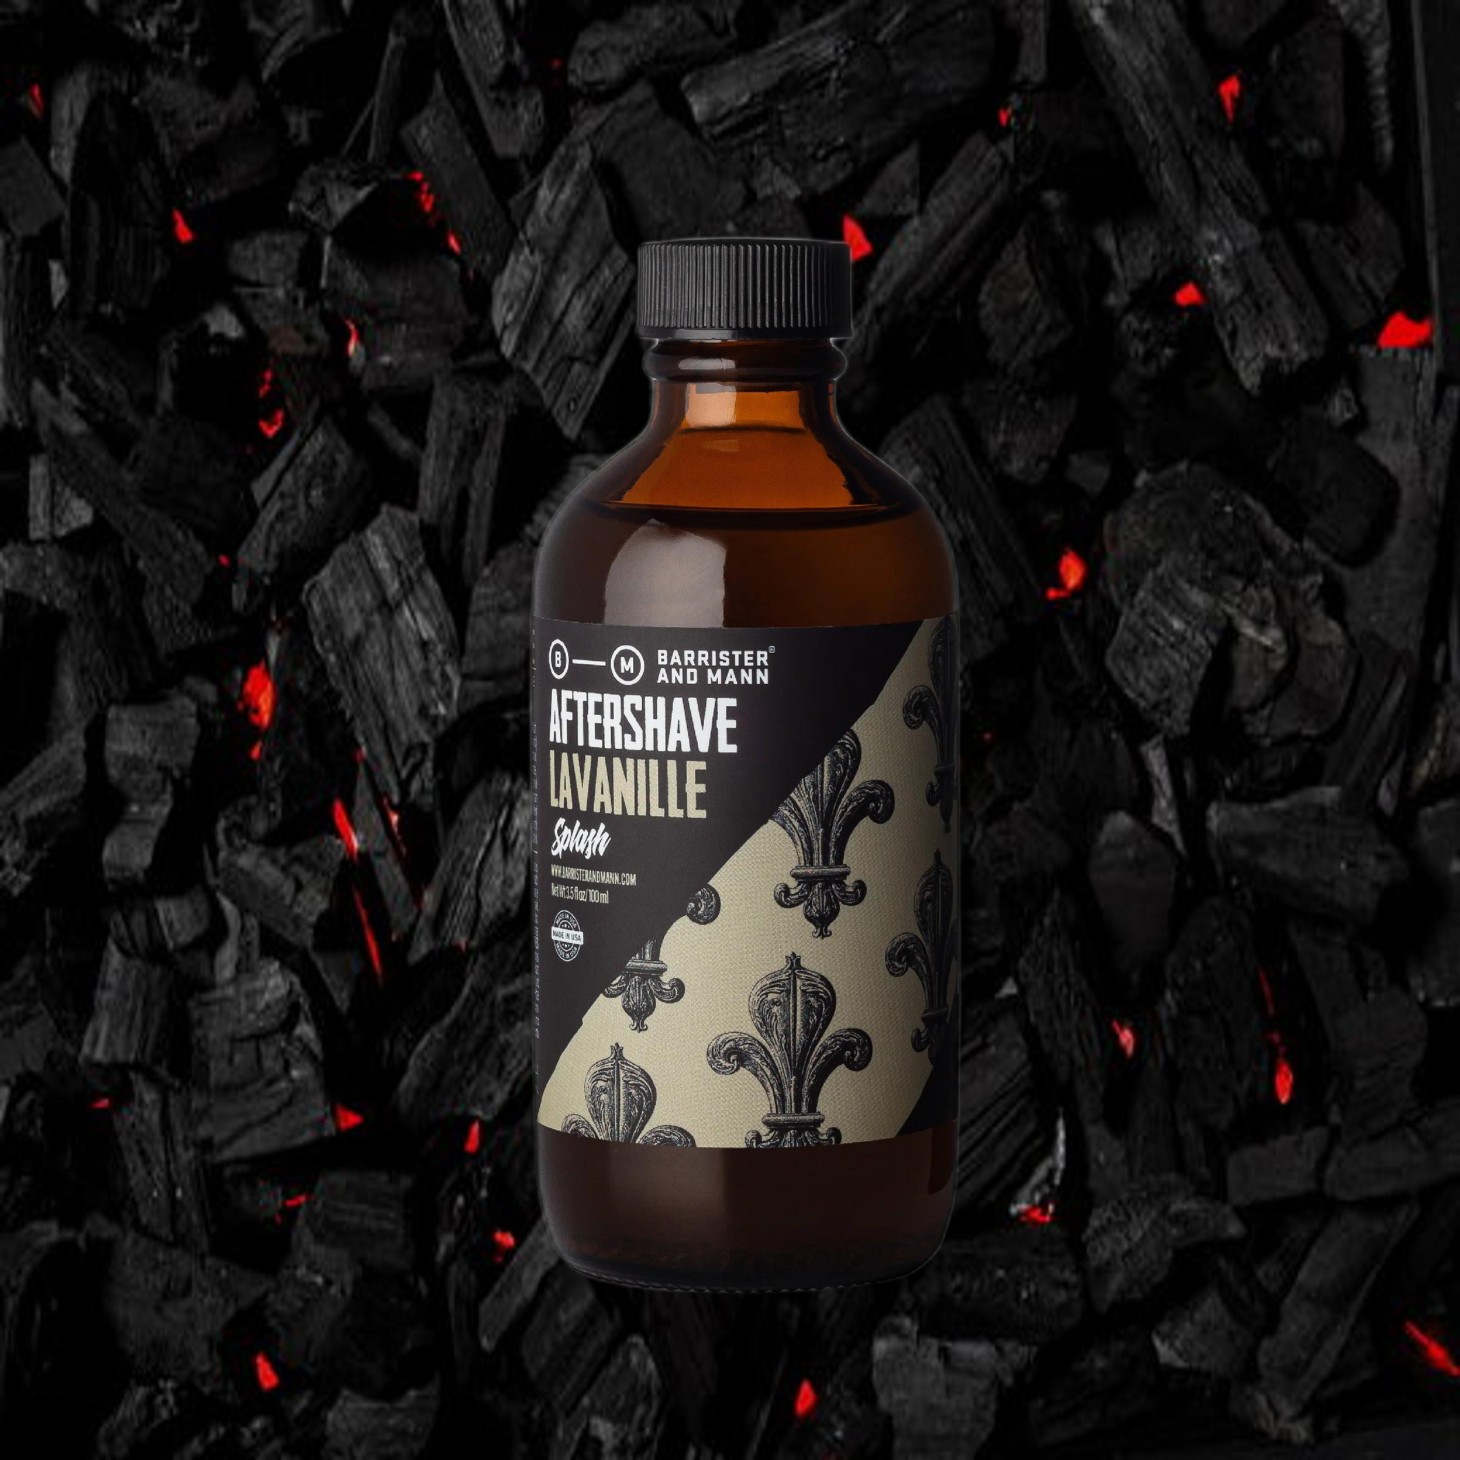 B M BARRISTER®
AND MANN
AFTERSHAVE
LAVANILLE
Splash
WWW.BARRISTERANDMANN.COM
Net Wt 3.5 fl oz/100 ml
MADE IN USA